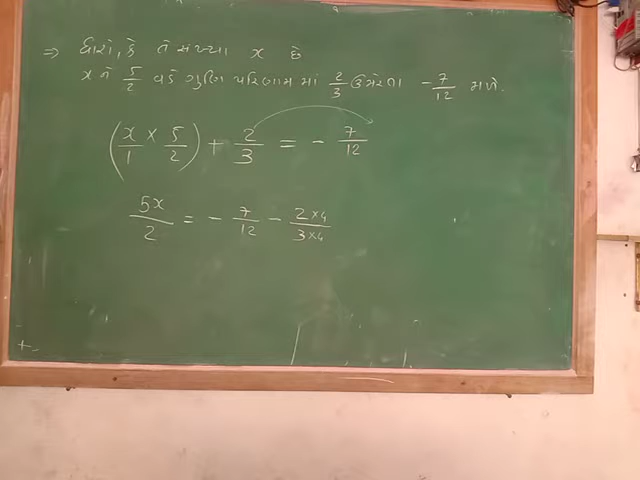 ⇒ ધારો, કે તે સંખ્યા x છે
x ને 5/2 વડે ગુણી પરિણામમાં 2/3 ઉમેરતા -7/12 મળે.
(x/1 × 5/2) + 2/3 = - 7/12
5x/2 = - 7/12 - 2×4/3×4